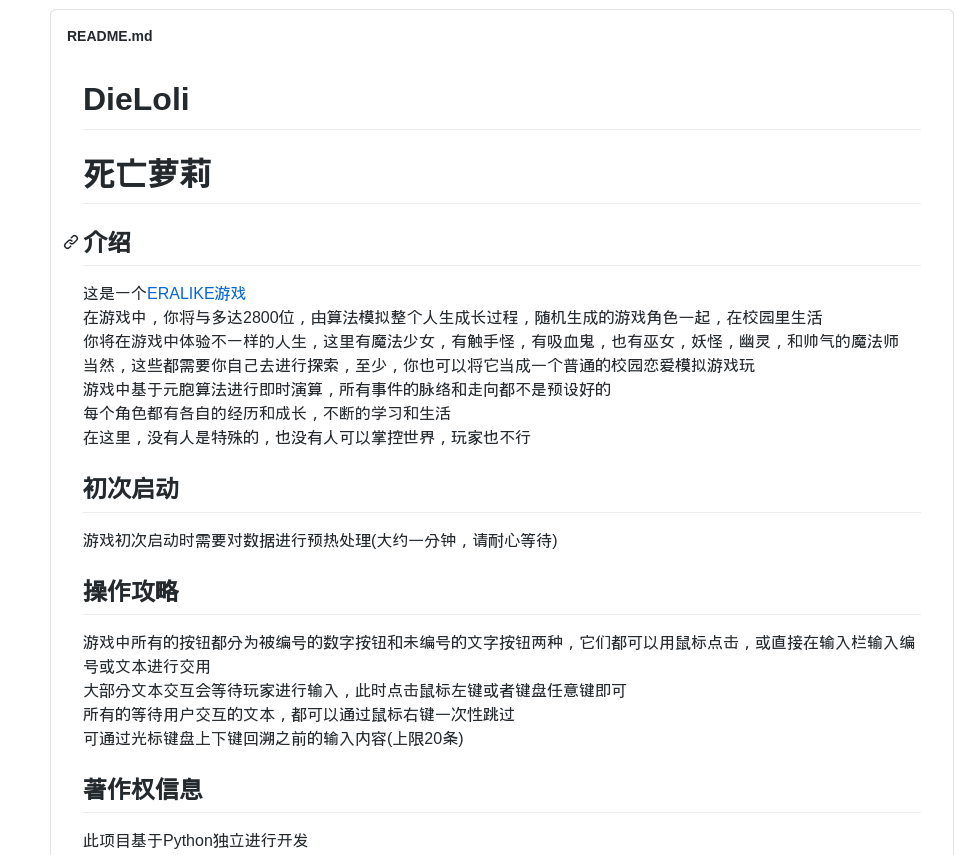 README.md
DieLoli
死亡萝莉
介绍
这是一个ERALIKE游戏
在游戏中，你将与多达2800位，由算法模拟整个人生成长过程，随机生成的游戏角色一起，在校园里生活
你将在游戏中体验不一样的人生，这里有魔法少女，有触手怪，有吸血鬼，也有巫女，妖怪，幽灵，和帅气的魔法师
当然，这些都需要你自己去进行探索，至少，你也可以将它当成一个普通的校园恋爱模拟游戏玩
游戏中基于元胞算法进行即时演算，所有事件的脉络和走向都不是预设好的
每个角色都有各自的经历和成长，不断的学习和生活
在这里，没有人是特殊的，也没有人可以掌控世界，玩家也不行
初次启动
游戏初次启动时需要对数据进行预热处理(大约一分钟，请耐心等待)
操作攻略
游戏中所有的按钮都分为被编号的数字按钮和未编号的文字按钮两种，它们都可以用鼠标点击，或直接在输入栏输入编
号或文本进行交用
大部分文本交互会等待玩家进行输入，此时点击鼠标左键或者键盘任意键即可
所有的等待用户交互的文本，都可以通过鼠标右键一次性跳过
可通过光标键盘上下键回溯之前的输入内容(上限20条)
著作权信息
此项目基于Python独立进行开发